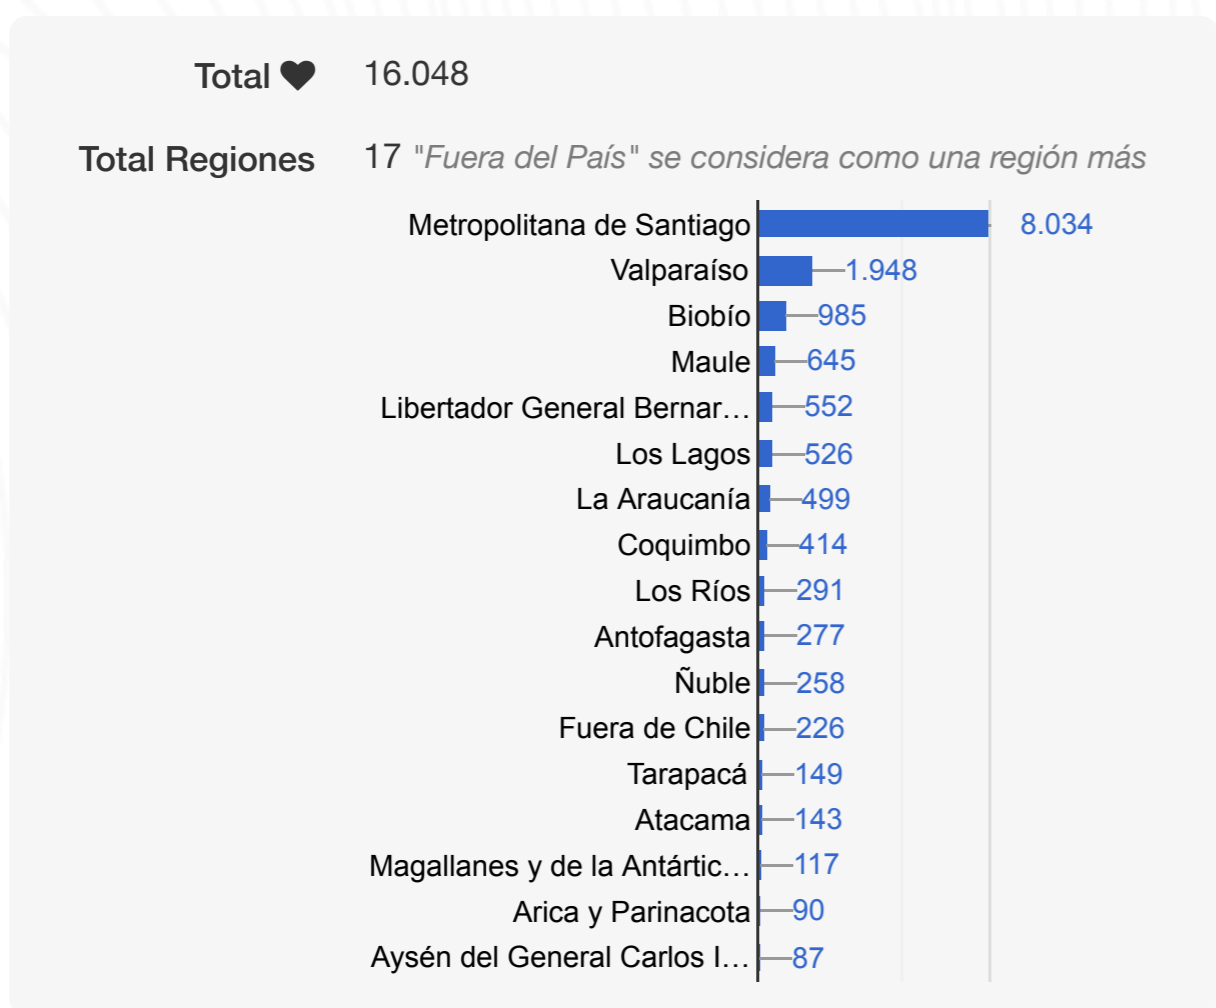 Total ♥ 16.048
Total Regiones 17 "Fuera del País" se considera como una región más
Metropolitana de Santiago 8.034
Valparaíso 1.948
Biobío 985
Maule 645
Libertador General Bernar... 552
Los Lagos 526
La Araucanía 499
Coquimbo 414
Los Ríos 291
Antofagasta 277
Ñuble 258
Fuera de Chile 226
Tarapacá 149
Atacama 143
Magallanes y de la Antártic... 117
Arica y Parinacota 90
Aysén del General Carlos I... 87